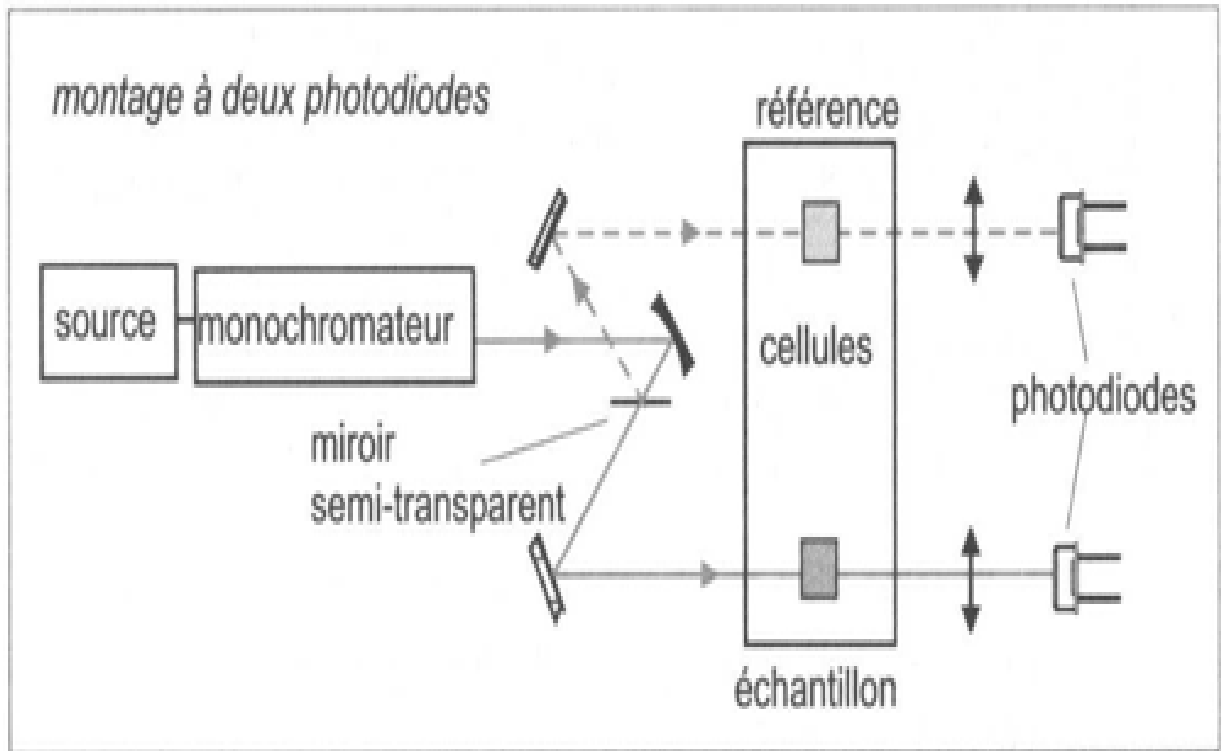 montage à deux photodiodes
référence
source
monochromateur
cellules
photodiodes
miroir
semi-transparent
échantillon